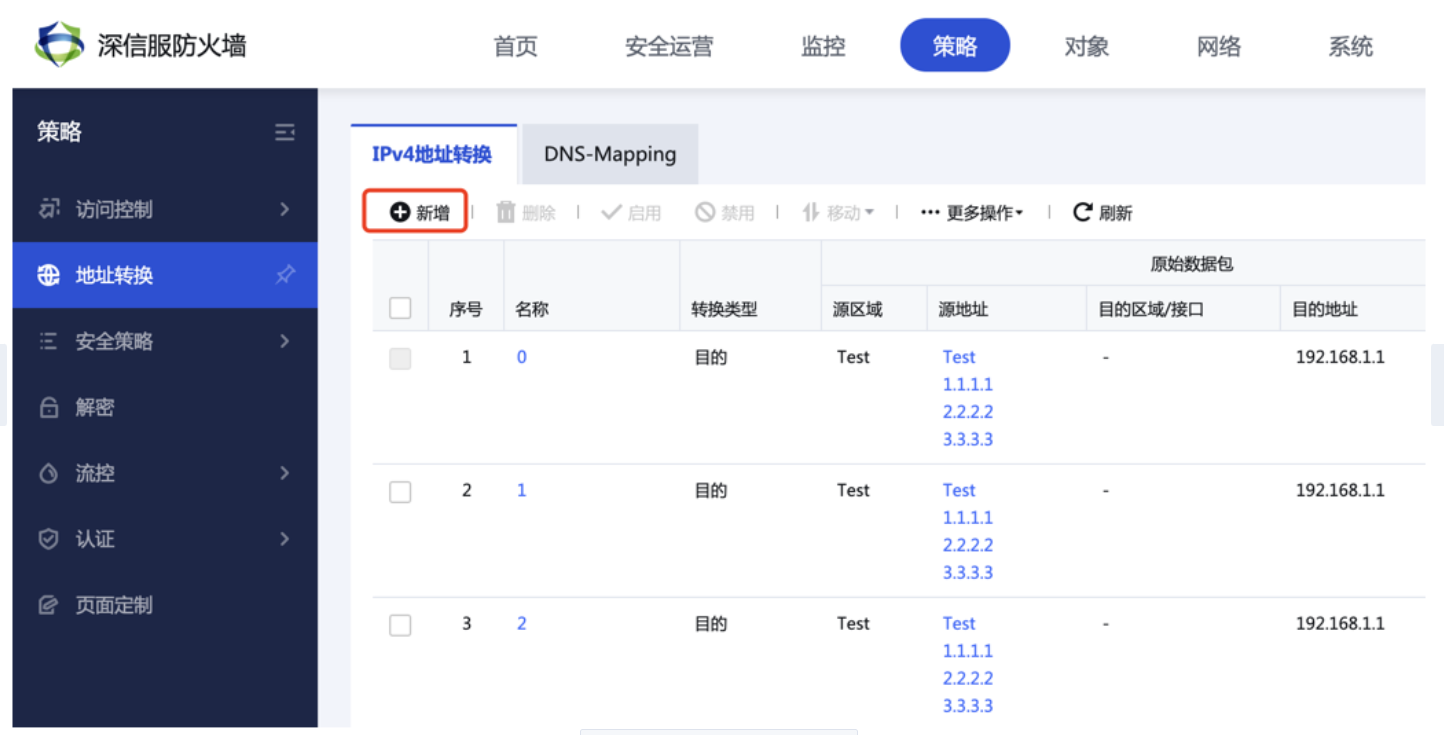 深信服防火墙 首页 安全运营 监控 策略 对象 网络 系统
策略
访问控制
地址转换
安全策略
解密
流控
认证
页面定制
IPv4地址转换 DNS-Mapping
新增 删除 启用 禁用 移动 更多操作 刷新
原始数据包
序号 名称 转换类型 源区域 源地址 目的区域/接口 目的地址
1 0 目的 Test Test - 192.168.1.1
1.1.1.1
2.2.2.2
3.3.3.3
2 1 目的 Test Test - 192.168.1.1
1.1.1.1
2.2.2.2
3.3.3.3
3 2 目的 Test Test - 192.168.1.1
1.1.1.1
2.2.2.2
3.3.3.3